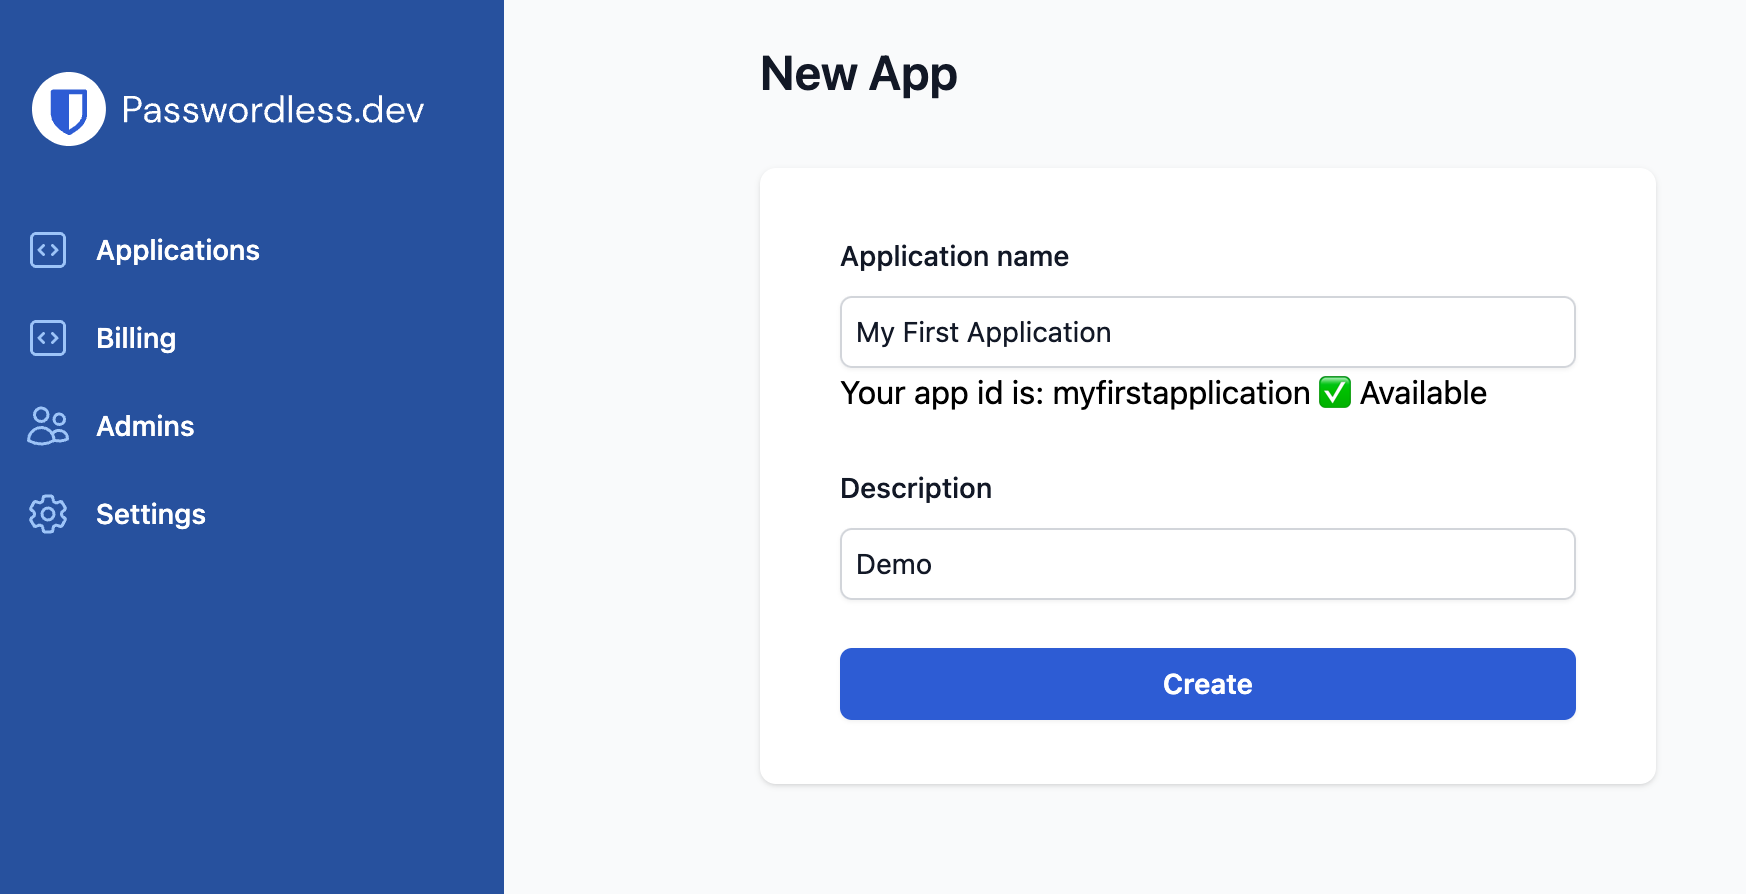 Passwordless.dev
Applications
Billing
Admins
Settings
New App
Application name
My First Application
Your app id is: myfirstapplication ✅ Available
Description
Demo
Create